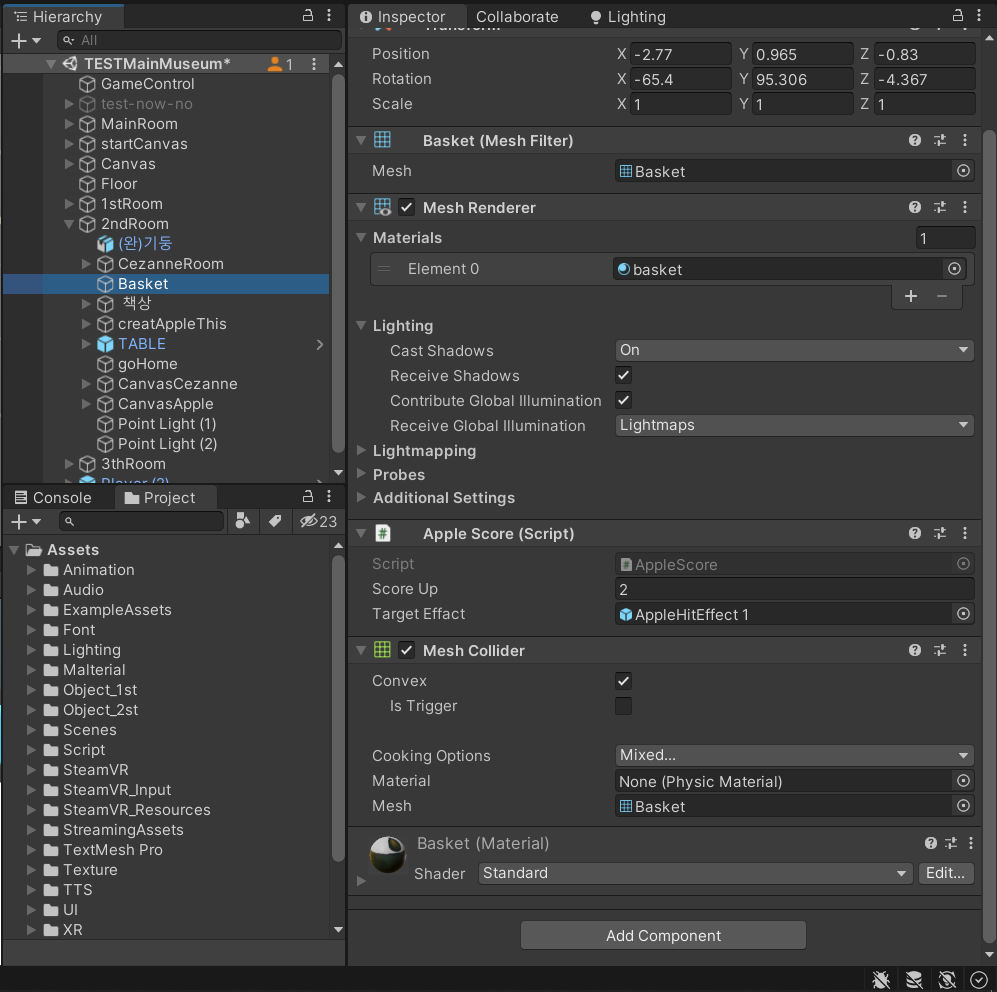 Hierarchy
All
TESTMainMuseum* 1
GameControl
test-now-no
MainRoom
startCanvas
Canvas
Floor
1stRoom
2ndRoom
(완)기둥
CezanneRoom
Basket
책상
creatAppleThis
TABLE
goHome
CanvasCezanne
CanvasApple
Point Light (1)
Point Light (2)
3thRoom
Player (2)
Console Project
23
Assets
Animation
Audio
ExampleAssets
Font
Lighting
Malterial
Object_1st
Object_2st
Scenes
Script
SteamVR
SteamVR_Input
SteamVR_Resources
StreamingAssets
TextMesh Pro
Texture
TTS
UI
XR
Inspector Collaborate Lighting
Transform
Position X -2.77 Y 0.965 Z -0.83
Rotation X -65.4 Y 95.306 Z -4.367
Scale X 1 Y 1 Z 1
Basket (Mesh Filter)
Mesh Basket
Mesh Renderer
Materials 1
Element 0 basket
Lighting
Cast Shadows On
Receive Shadows
Contribute Global Illumination
Receive Global Illumination Lightmaps
Lightmapping
Probes
Additional Settings
Apple Score (Script)
Script AppleScore
Score Up 2
Target Effect AppleHitEffect 1
Mesh Collider
Convex
Is Trigger
Cooking Options Mixed...
Material None (Physic Material)
Mesh Basket
Basket (Material)
Shader Standard Edit...
Add Component